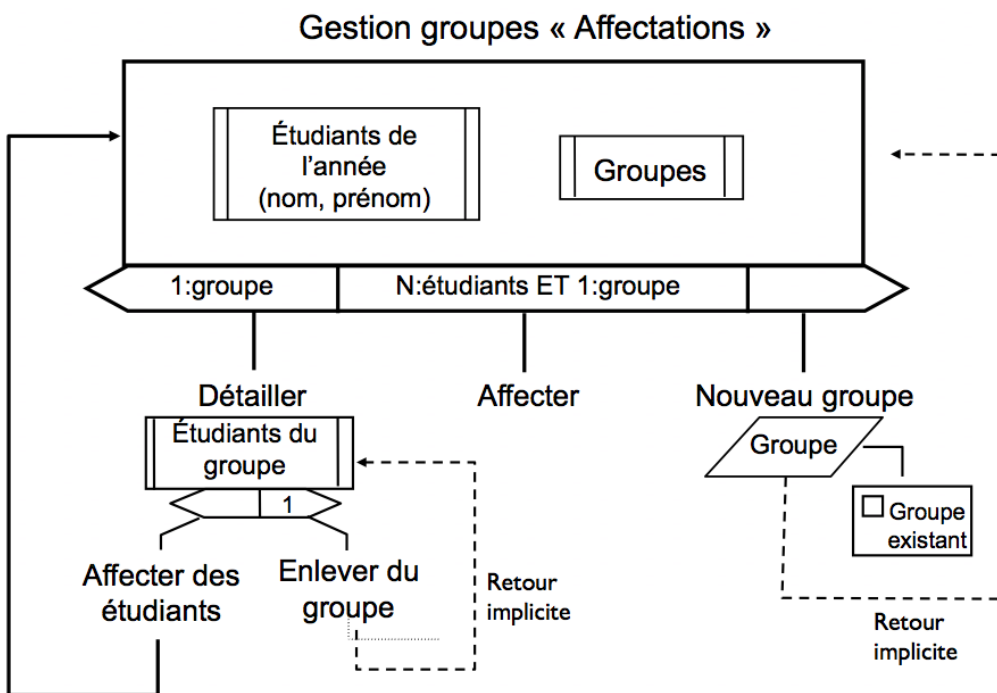 Gestion groupes « Affectations »
Étudiants de
l'année
(nom, prénom)
Groupes
1:groupe
N:étudiants ET 1:groupe
Détailler
Affecter
Nouveau groupe
Étudiants du
groupe
Groupe
1
Groupe
existant
Affecter des
étudiants
Enlever du
groupe
Retour
implicite
Retour
implicite